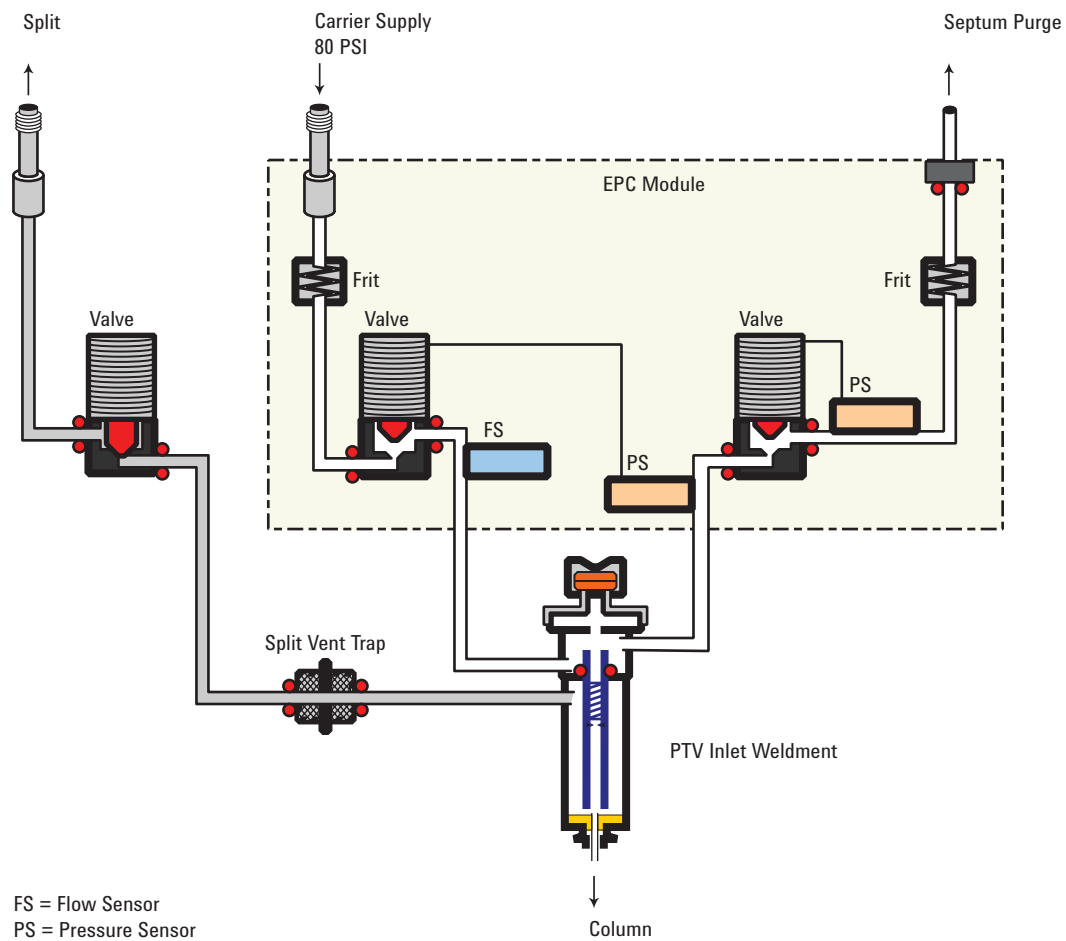 Split
Carrier Supply
80 PSI
Septum Purge
EPC Module
Frit
Frit
Valve
Valve
Valve
PS
FS
PS
Split Vent Trap
PTV Inlet Weldment
FS = Flow Sensor
PS = Pressure Sensor
Column